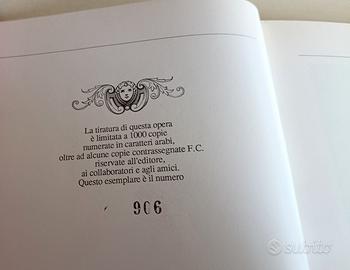 La tiratura di questa opera
è limitata a 1000 copie
numerate in caratteri arabi,
oltre ad alcune copie contrassegnate F.C.
riservate all'editore,
ai collaboratori e agli amici.
Questo esemplare è il numero
906
subito